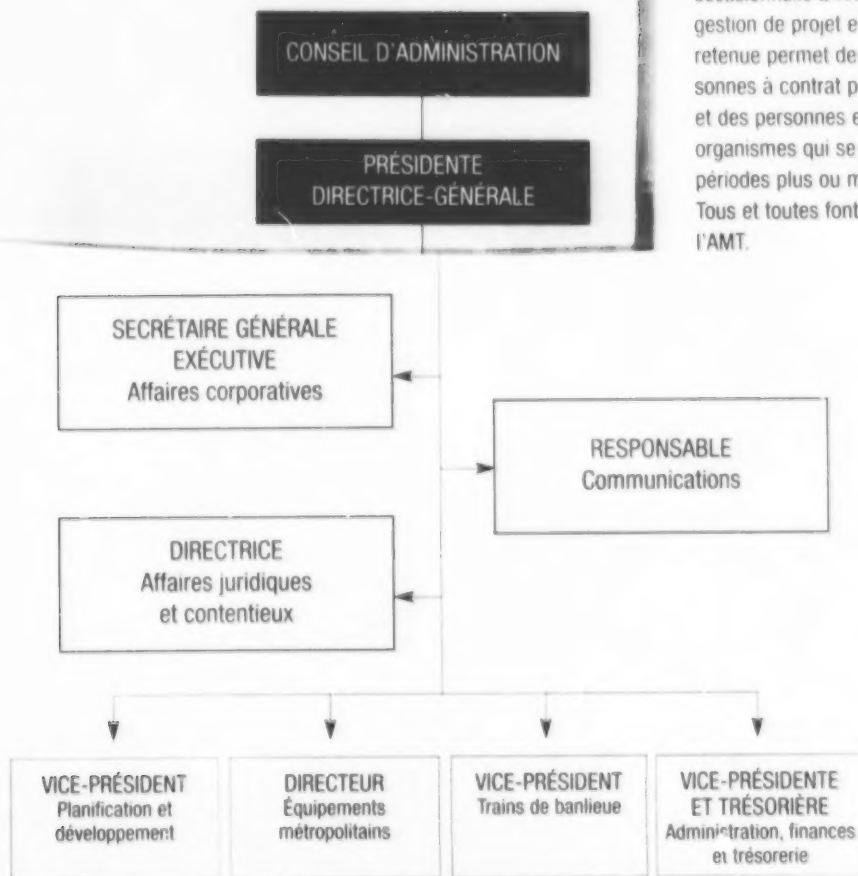 gestion de projet e
retenue permet de
sonnes à contrat p
et des personnes e
organismes qui se
périodes plus ou m
Tous et toutes font
l'AMT.
CONSEIL D'ADMINISTRATION
PRÉSIDENTE
DIRECTRICE-GÉNÉRALE
SECRÉTAIRE GÉNÉRALE
EXÉCUTIVE
Affaires corporatives
RESPONSABLE
Communications
DIRECTRICE
Affaires juridiques
et contentieux
VICE-PRÉSIDENT
Planification et
développement
DIRECTEUR
Équipements
métropolitains
VICE-PRÉSIDENT
Trains de banlieue
VICE-PRÉSIDENTE
ET TRÉSORIÈRE
Administration, finances
et trésorerie